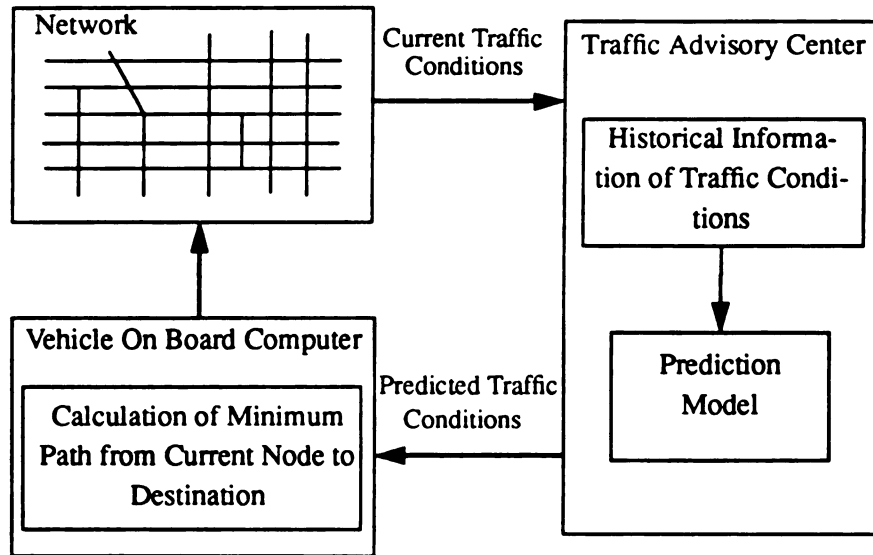 Network
Current Traffic
Conditions
Traffic Advisory Center
Historical Informa-
tion of Traffic Condi-
tions
Prediction
Model
Predicted Traffic
Conditions
Vehicle On Board Computer
Calculation of Minimum
Path from Current Node to
Destination